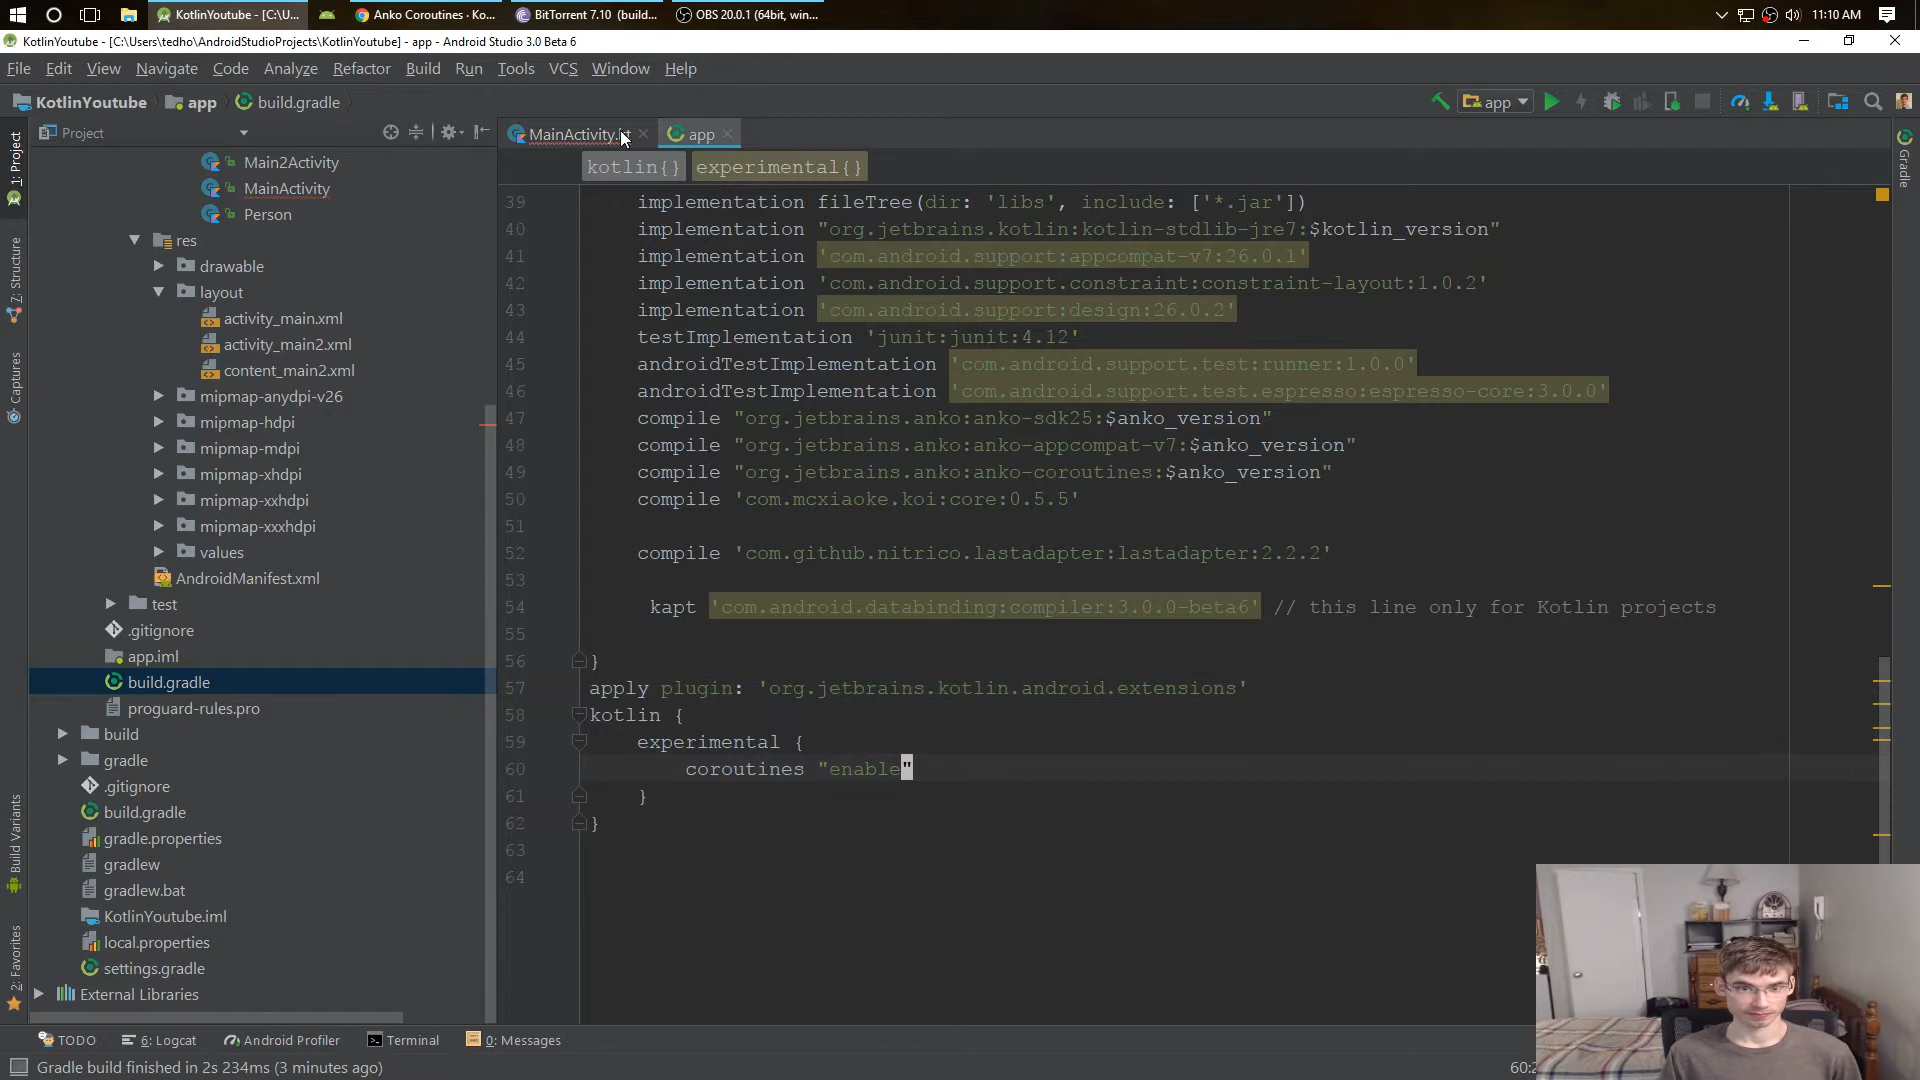 KotlinYoutube - [C:\U...
Anko Coroutines - Ko...
BitTorrent 7.10 (build...
OBS 20.0.1 (64bit, win...
11:10 AM
KotlinYoutube - [C:\Users\tedho\AndroidStudioProjects\KotlinYoutube] - app - Android Studio 3.0 Beta 6
File Edit View Navigate Code Analyze Refactor Build Run Tools VCS Window Help
KotlinYoutube app build.gradle
app
Project
MainActivity.kt
app
kotlin{} experimental{}
1: Project
7: Structure
Captures
Build Variants
2: Favorites
Gradle
Main2Activity
MainActivity
Person
res
drawable
layout
activity_main.xml
activity_main2.xml
content_main2.xml
mipmap-anydpi-v26
mipmap-hdpi
mipmap-mdpi
mipmap-xhdpi
mipmap-xxhdpi
mipmap-xxxhdpi
layout
values
AndroidManifest.xml
test
.gitignore
app.iml
build.gradle
proguard-rules.pro
build
gradle
.gitignore
build.gradle
gradle.properties
gradlew
gradlew.bat
KotlinYoutube.iml
local.properties
settings.gradle
External Libraries
39 implementation fileTree(dir: 'libs', include: ['*.jar'])
40 implementation "org.jetbrains.kotlin:kotlin-stdlib-jre7:$kotlin_version"
41 implementation 'com.android.support:appcompat-v7:26.0.1'
42 implementation 'com.android.support.constraint:constraint-layout:1.0.2'
43 implementation 'com.android.support:design:26.0.2'
44 testImplementation 'junit:junit:4.12'
45 androidTestImplementation 'com.android.support.test:runner:1.0.0'
46 androidTestImplementation 'com.android.support.test.espresso:espresso-core:3.0.0'
47 compile "org.jetbrains.anko:anko-sdk25:$anko_version"
48 compile "org.jetbrains.anko:anko-appcompat-v7:$anko_version"
49 compile "org.jetbrains.anko:anko-coroutines:$anko_version"
50 compile 'com.mcxiaoke.koi:core:0.5.5'
51
52 compile 'com.github.nitrico.lastadapter:lastadapter:2.2.2'
53
54 kapt 'com.android.databinding:compiler:3.0.0-beta6' // this line only for Kotlin projects
55
56 }
57 apply plugin: 'org.jetbrains.kotlin.android.extensions'
58 kotlin {
59 experimental {
60 coroutines "enable"
61 }
62 }
63
64
TODO 6: Logcat Android Profiler Terminal 0: Messages
Gradle build finished in 2s 234ms (3 minutes ago)